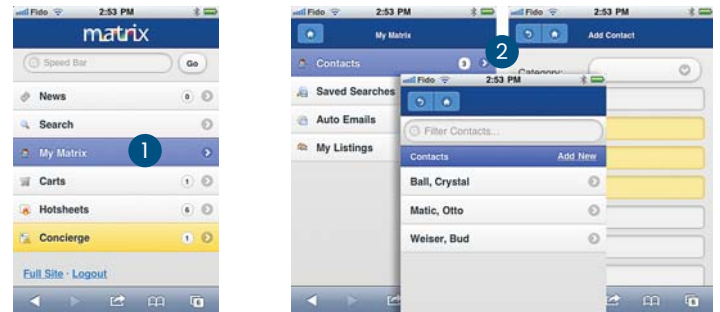 Fido 2:53 PM
matrix
Speed Bar Go
News 0
Search
My Matrix 1
Carts 1
Hotsheets 6
Concierge 1
Full Site · Logout
6
Fido 2:53 PM
My Matrix
Contacts 3
Saved Searches
Auto Emails
My Listings
2
Fido 2:53 PM
Add Contact
Category:
6
Fido 2:53 PM
Filter Contacts...
Contacts Add New
Ball, Crystal
Matic, Otto
Weiser, Bud